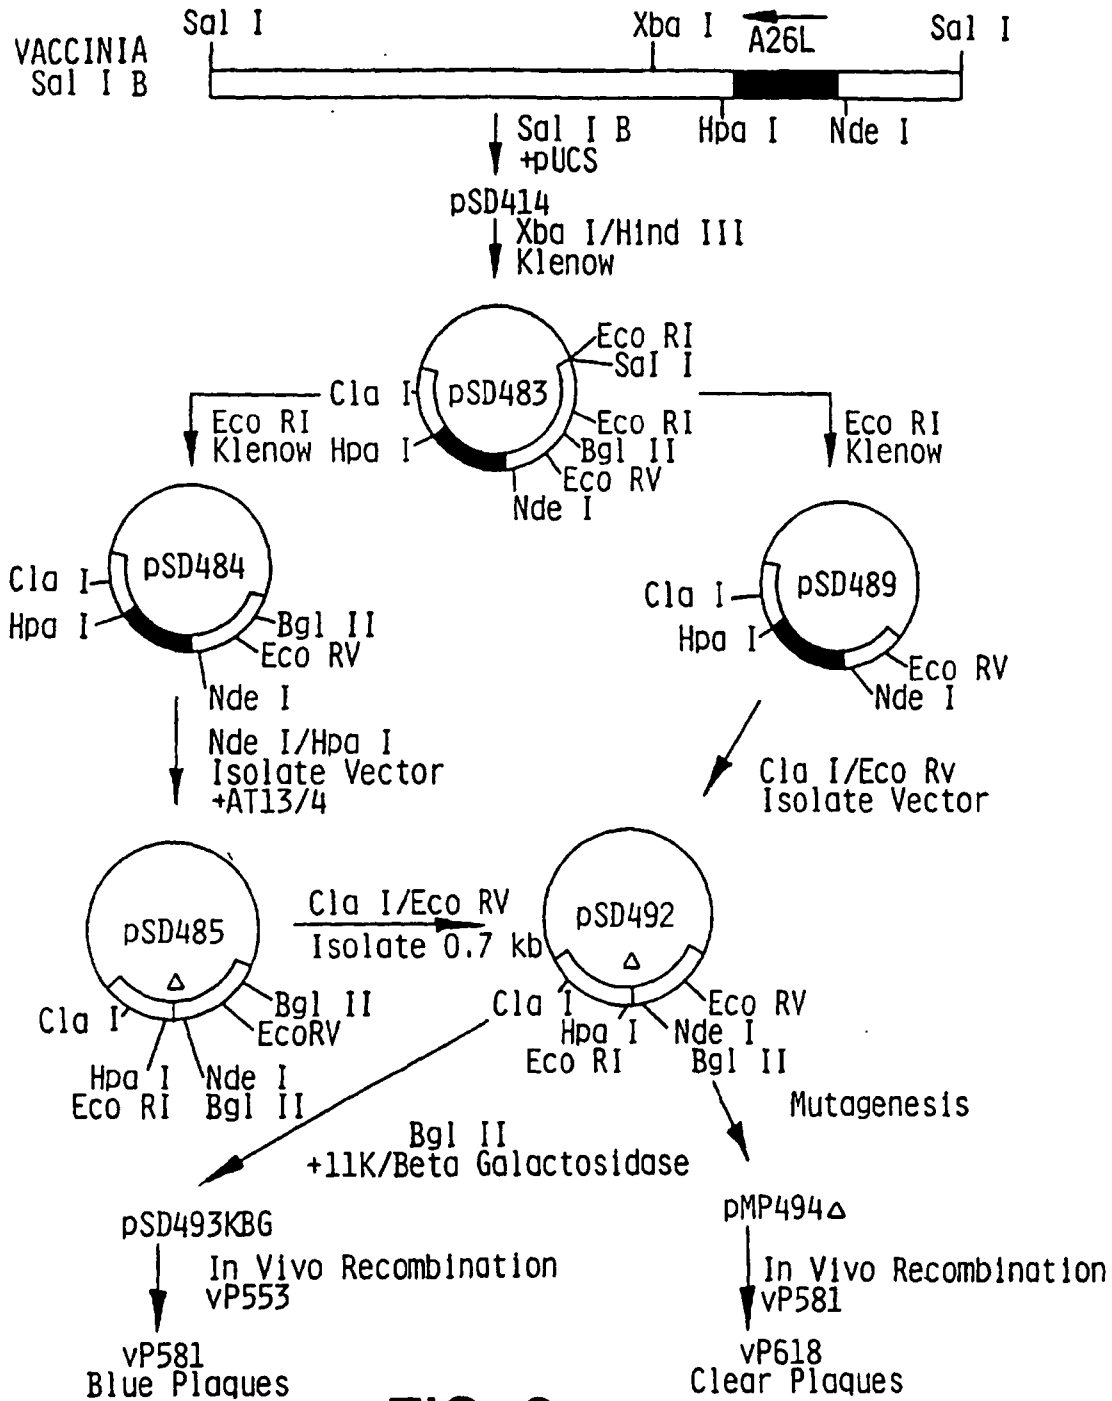 Sal I
Xba I
A26L
Sal I
VACCINIA
Sal I B
Hpa I
Nde I
Sal I B
+pUCS
pSD414
Xba I/Hind III
Klenow
Eco RI
Sal I
Cla I
pSD483
Eco RI
Klenow
Hpa I
Eco RI
Bgl II
Eco RV
Nde I
Eco RI
Klenow
pSD484
Cla I
Hpa I
Bgl II
Eco RV
Nde I
pSD489
Cla I
Hpa I
Eco RV
Nde I
Nde I/Hpa I
Isolate Vector
+AT13/4
Cla I/Eco Rv
Isolate Vector
pSD485
Δ
Cla I
Bgl II
EcoRV
Hpa I
Nde I
Eco RI
Bgl II
Cla I/Eco RV
Isolate 0.7 kb
pSD492
Δ
Cla I
Eco RV
Hpa I
Nde I
Eco RI
Bgl II
Mutagenesis
Bgl II
+11K/Beta Galactosidase
pSD493KBG
pMP494Δ
In Vivo Recombination
vP553
In Vivo Recombination
vP581
vP581
Blue Plaques
vP618
Clear Plaques